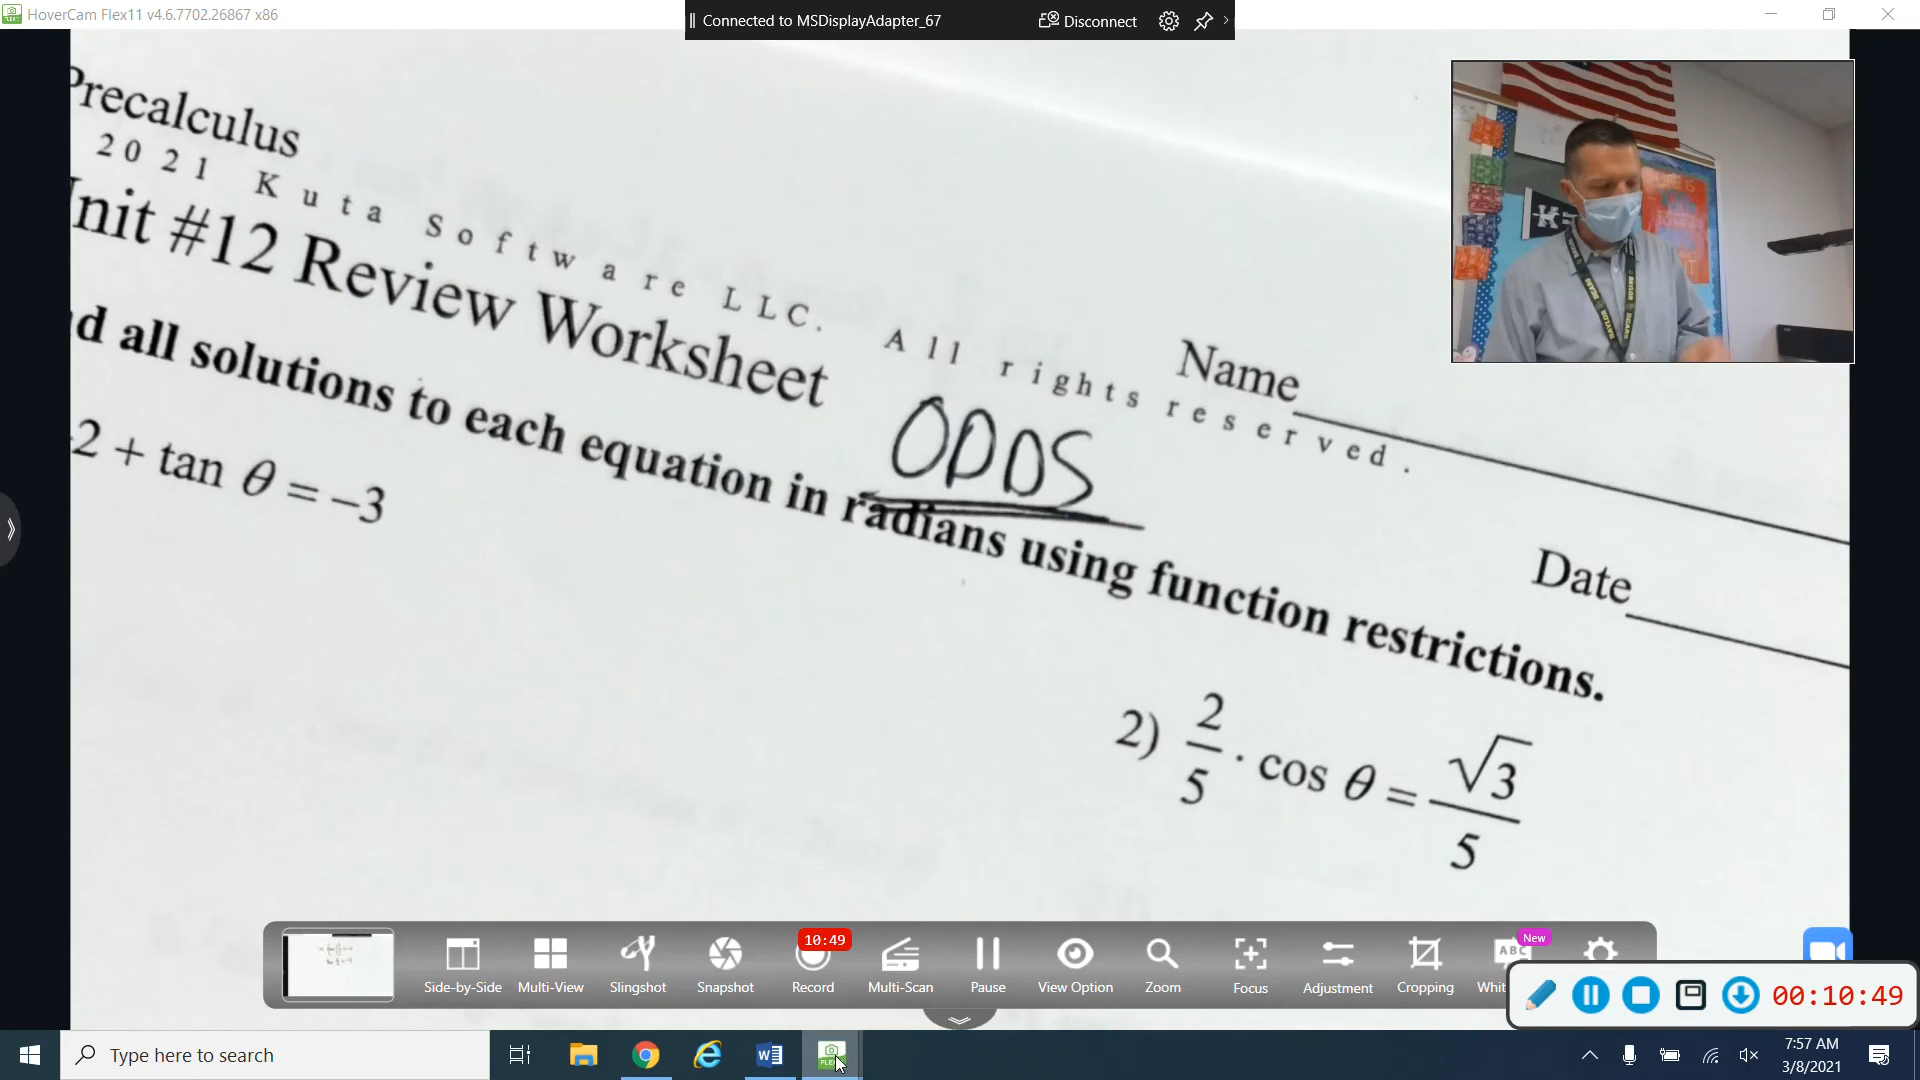 HoverCam Flex11 v4.6.7702.26867 x86
Connected to MSDisplayAdapter_67 Disconnect
Precalculus
2021 Kuta Software LLC. All rights reserved.
Unit #12 Review Worksheet
Name
ODDS
Date
d all solutions to each equation in radians using function restrictions.
-2 + tan θ = −3
2) 2/5 · cos θ = √3/5
10:49
New
ABC
Side-by-Side Multi-View Slingshot Snapshot Record Multi-Scan Pause View Option Zoom Focus Adjustment Cropping Whit
00:10:49
Type here to search
7:57 AM
3/8/2021